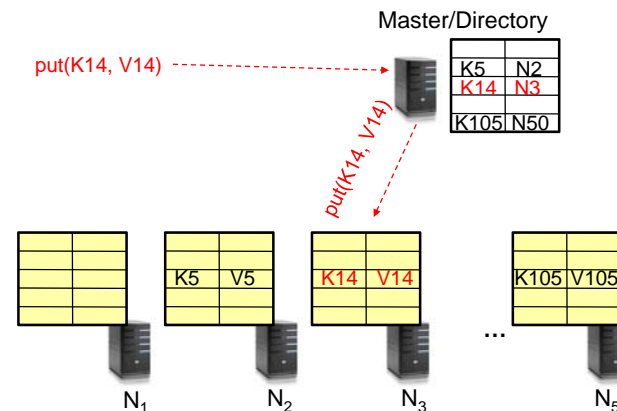 Master/Directory
put(K14, V14)
K5 N2
K14 N3
K105 N50
put(K14, V14)
K5 V5
K14 V14
K105 V105
...
N1
N2
N3
N5